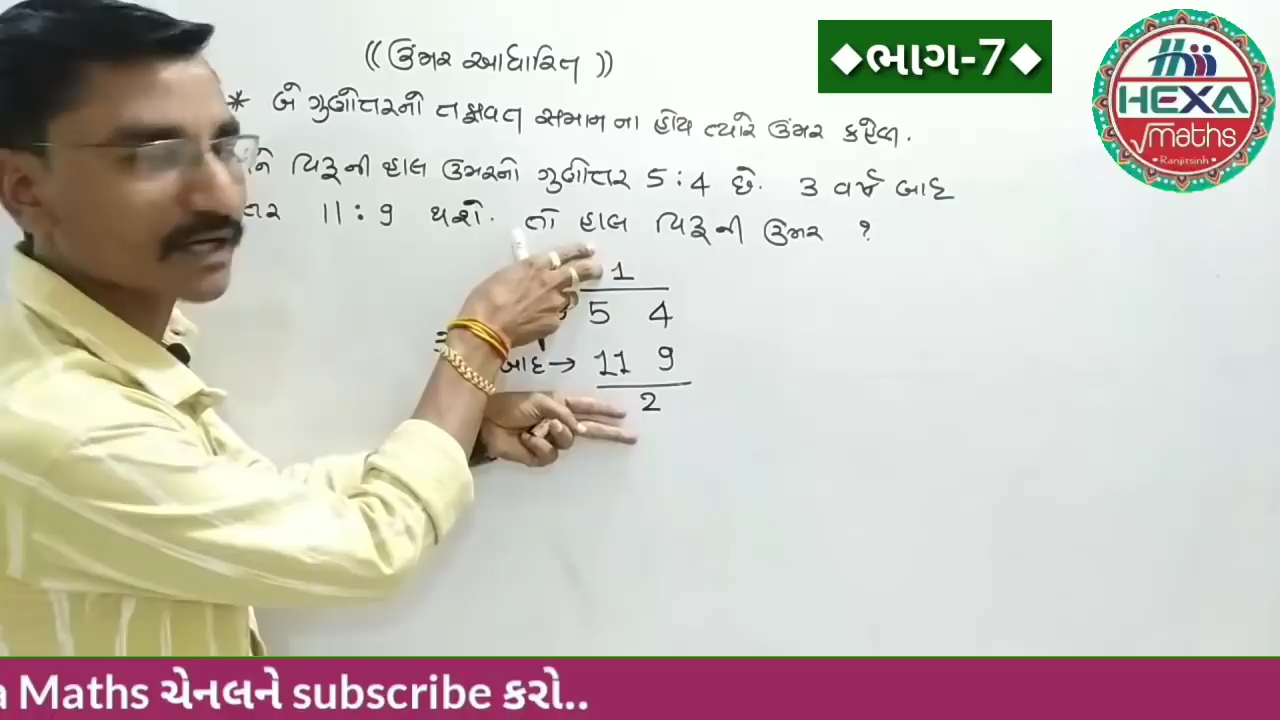 ◆ભાગ-7◆
HEXA
maths
Ranjitsinh
(( ઉંમર આધારિત ))
* બે ગુણોત્તરનો તફાવત સમાન ના હોય ત્યારે ઉંમર
ને વિરૂની હાલ ઉંમરનો ગુણોત્તર 5:4 છે. 3 વર્ષ બાદ
ત્તર 11:9 થશે. તો હાલ વિરૂની ઉંમર ?
1
5 4
બાદ→ 11 9
2
a Maths ચેનલને subscribe કરો..